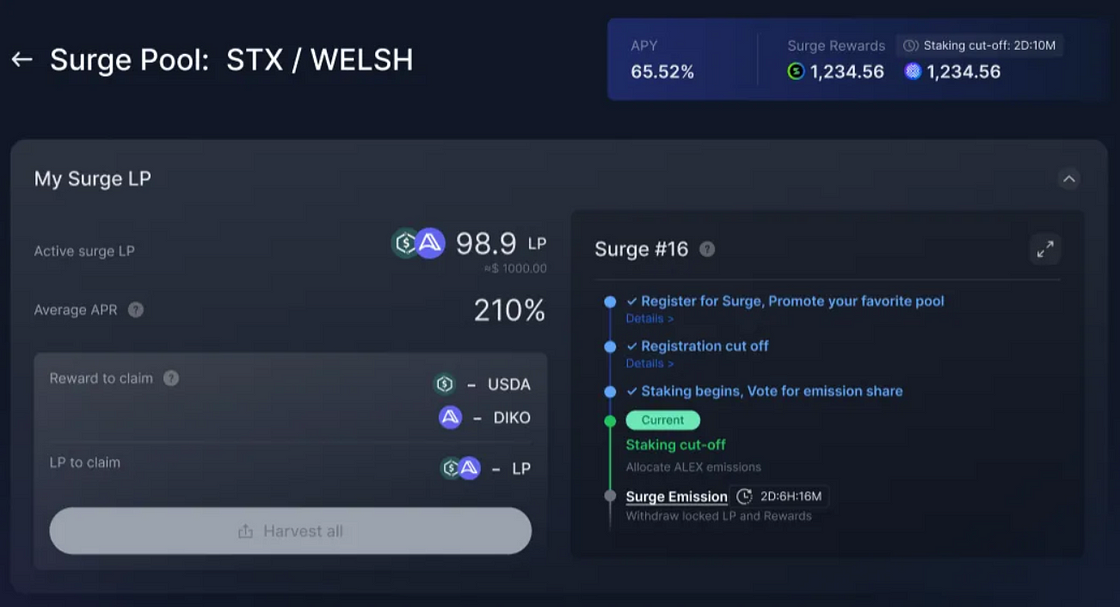 ← Surge Pool: STX / WELSH
APY
65.52%
Surge Rewards
Staking cut-off: 2D:10M
1,234.56
1,234.56
My Surge LP
Active surge LP
98.9 LP
≈$ 1000.00
Average APR ?
210%
Reward to claim ?
– USDA
– DIKO
LP to claim
– LP
Harvest all
Surge #16 ?
✓ Register for Surge, Promote your favorite pool
Details >
✓ Registration cut off
Details >
✓ Staking begins, Vote for emission share
Current
Staking cut-off
Allocate ALEX emissions
Surge Emission 2D:6H:16M
Withdraw locked LP and Rewards